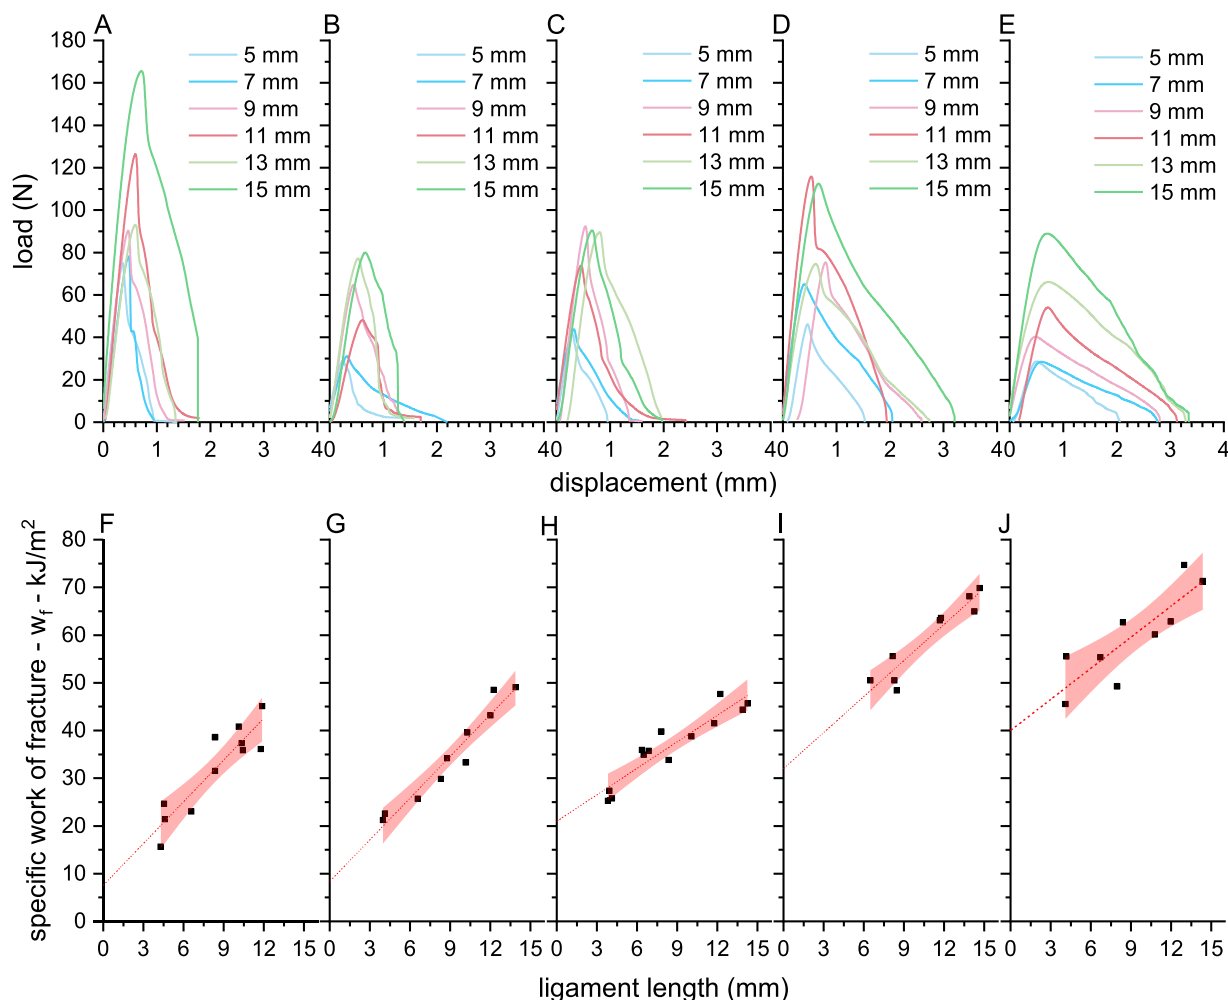 A B C D E
180
160
140
120
100
80
60
40
20
0
load (N)
5 mm
7 mm
9 mm
11 mm
13 mm
15 mm
5 mm
7 mm
9 mm
11 mm
13 mm
15 mm
5 mm
7 mm
9 mm
11 mm
13 mm
15 mm
5 mm
7 mm
9 mm
11 mm
13 mm
15 mm
5 mm
7 mm
9 mm
11 mm
13 mm
15 mm
0 1 2 3 40 1 2 3 40 1 2 3 40 1 2 3 40 1 2 3 4
displacement (mm)
F G H I J
80
70
60
50
40
30
20
10
0
specific work of fracture - wf - kJ/m²
0 3 6 9 12 15 0 3 6 9 12 15 0 3 6 9 12 15 0 3 6 9 12 15 0 3 6 9 12 15
ligament length (mm)